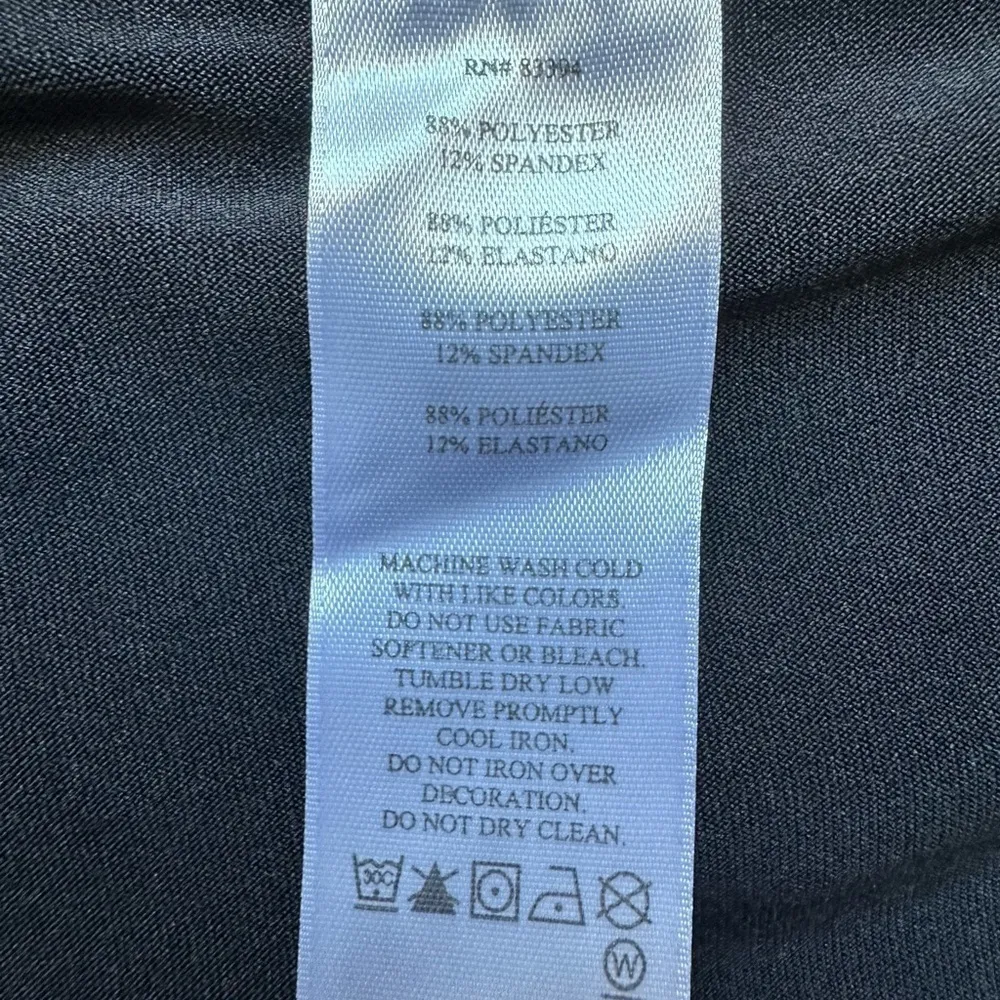 RN# 83394
88% POLYESTER
12% SPANDEX
88% POLIÉSTER
12% ELASTANO
88% POLYESTER
12% SPANDEX
88% POLIÉSTER
12% ELASTANO
MACHINE WASH COLD
WITH LIKE COLORS.
DO NOT USE FABRIC
SOFTENER OR BLEACH.
TUMBLE DRY LOW
REMOVE PROMPTLY
COOL IRON.
DO NOT IRON OVER
DECORATION.
DO NOT DRY CLEAN.
30C
W